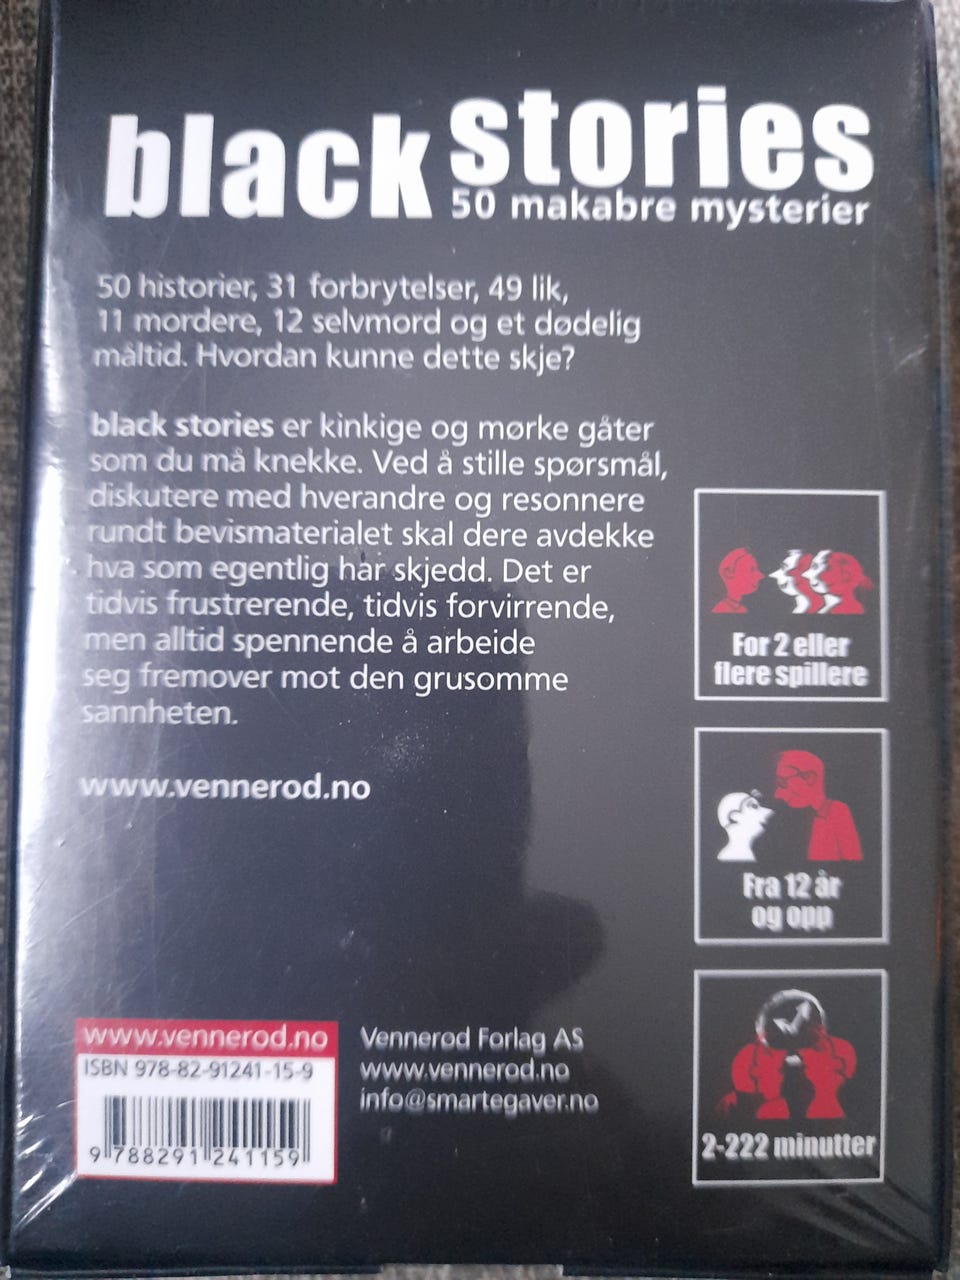 black stories
50 makabre mysterier
50 historier, 31 forbrytelser, 49 lik,
11 mordere, 12 selvmord og et dødelig
måltid. Hvordan kunne dette skje?
black stories er kinkige og mørke gåter
som du må knekke. Ved å stille spørsmål,
diskutere med hverandre og resonnere
rundt bevismaterialet skal dere avdekke
hva som egentlig har skjedd. Det er
tidvis frustrerende, tidvis forvirrende,
men alltid spennende å arbeide
seg fremover mot den grusomme
sannheten.
www.vennerod.no
For 2 eller
flere spillere
Fra 12 år
og opp
2-222 minutter
www.vennerod.no
ISBN 978-82-91241-15-9
9 788291 241159
Vennerød Forlag AS
www.vennerod.no
info@smartegaver.no